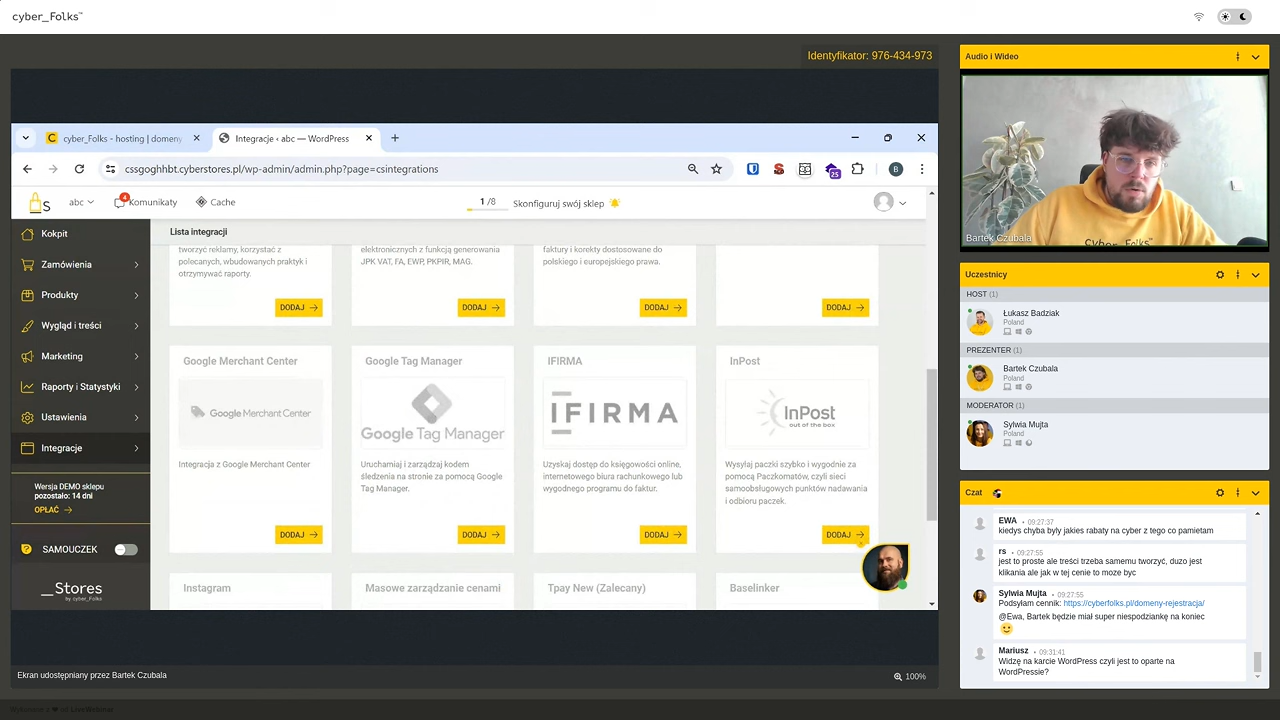 cyber_Folks™
Identyfikator: 976-434-973
cyber_Folks - hosting | domeny
Integracje ‹ abc — WordPress
cssgoghhbt.cyberstores.pl/wp-admin/admin.php?page=csintegrations
25
B
S
abc
4
Komunikaty
Cache
1 /8
Skonfiguruj swój sklep
Kokpit
Zamówienia
Produkty
Wygląd i treści
Marketing
Raporty i Statystyki
Ustawienia
Integracje
Wersja DEMO sklepu
pozostało: 14 dni
OPŁAĆ
SAMOUCZEK
_Stores
by cyber_Folks
Lista integracji
tworzyć reklamy, korzystać z
polecanych, wbudowanych praktyk i
otrzymywać raporty.
DODAJ
elektronicznych z funkcją generowania
JPK VAT, FA, EWP, PKPIR, MAG.
DODAJ
faktury i korekty dostosowane do
polskiego i europejskiego prawa.
DODAJ
DODAJ
Google Merchant Center
Google Merchant Center
Integracja z Google Merchant Center
DODAJ
Google Tag Manager
Google Tag Manager
Uruchamiaj i zarządzaj kodem
śledzenia na stronie za pomocą Google
Tag Manager.
DODAJ
IFIRMA
IFIRMA
Uzyskaj dostęp do księgowości online,
internetowego biura rachunkowego lub
wygodnego programu do faktur.
DODAJ
InPost
InPost
out of the box
Wysyłaj paczki szybko i wygodnie za
pomocą Paczkomatów, czyli sieci
samoobsługowych punktów nadawania
i odbioru paczek.
DODAJ
Instagram
Masowe zarządzanie cenami
Tpay New (Zalecany)
Baselinker
Ekran udostępniany przez Bartek Czubala
100%
Wykonane z ❤ od LiveWebinar
Audio i Wideo
cyber_Folks™
Bartek Czubala
Uczestnicy
HOST (1)
Łukasz Badziak
Poland
PREZENTER (1)
Bartek Czubala
Poland
MODERATOR (1)
Sylwia Mujta
Poland
Czat
EWA • 09:27:37
kiedys chyba byly jakies rabaty na cyber z tego co pamietam
rs • 09:27:55
jest to proste ale treści trzeba samemu tworzyć, duzo jest
klikania ale jak w tej cenie to moze byc
Sylwia Mujta • 09:27:55
Podsyłam cennik: https://cyberfolks.pl/domeny-rejestracja/
@Ewa, Bartek będzie miał super niespodziankę na koniec
Mariusz • 09:31:41
Widzę na karcie WordPress czyli jest to oparte na
WordPressie?